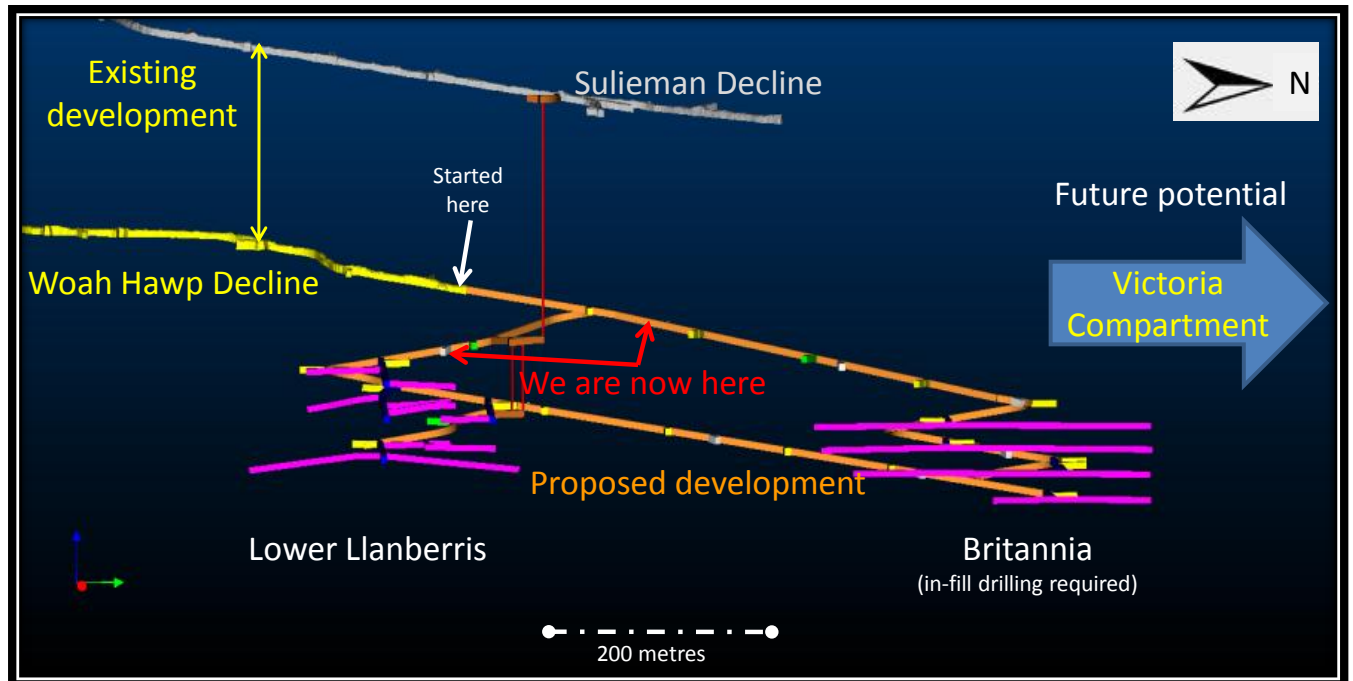 Existing
development
Sulieman Decline
N
Started
here
Future potential
Woah Hawp Decline
Victoria
Compartment
We are now here
Proposed development
Lower Llanberris
Britannia
(in-fill drilling required)
200 metres